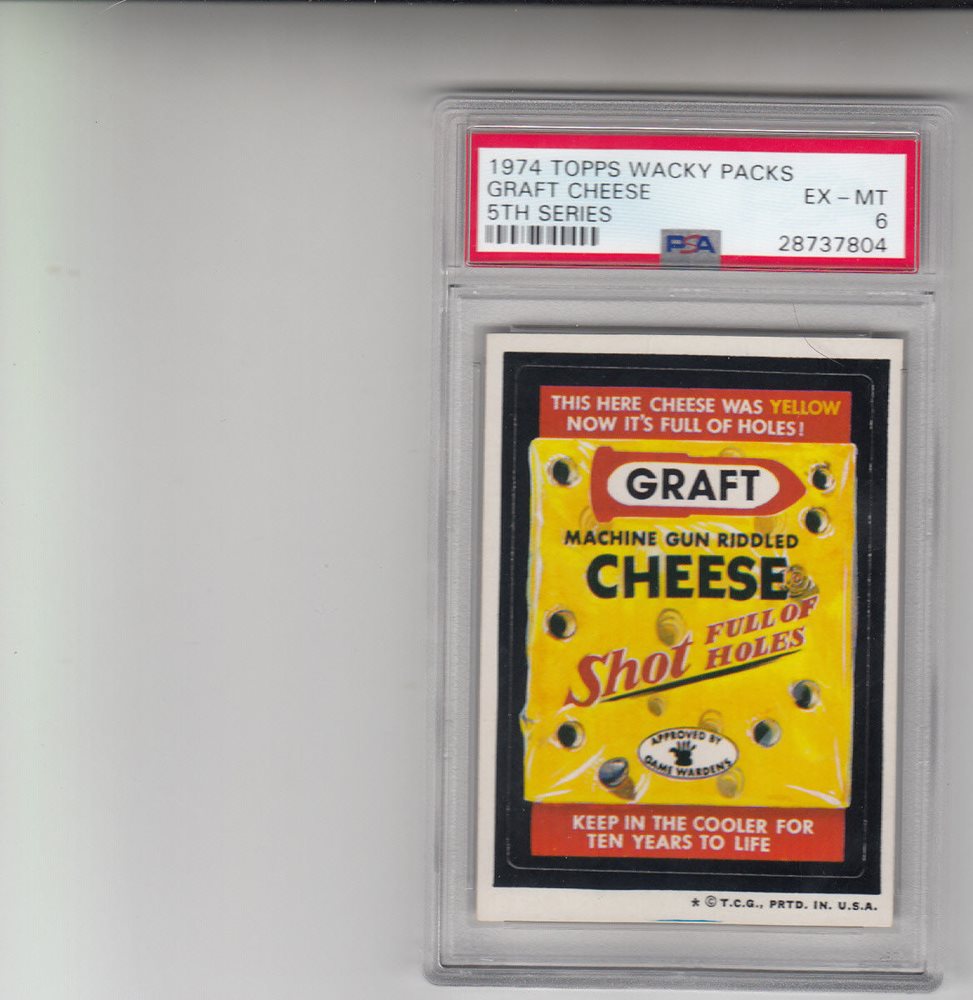 1974 TOPPS WACKY PACKS
GRAFT CHEESE
EX - MT
5TH SERIES
6
PSA
28737804
THIS HERE CHEESE WAS YELLOW
NOW IT'S FULL OF HOLES!
GRAFT
MACHINE GUN RIDDLED
CHEESE
Shot FULL OF
HOLES
APPROVED BY
GAME WARDENS
KEEP IN THE COOLER FOR
TEN YEARS TO LIFE
* © T.C.G., PRTD. IN. U.S.A.